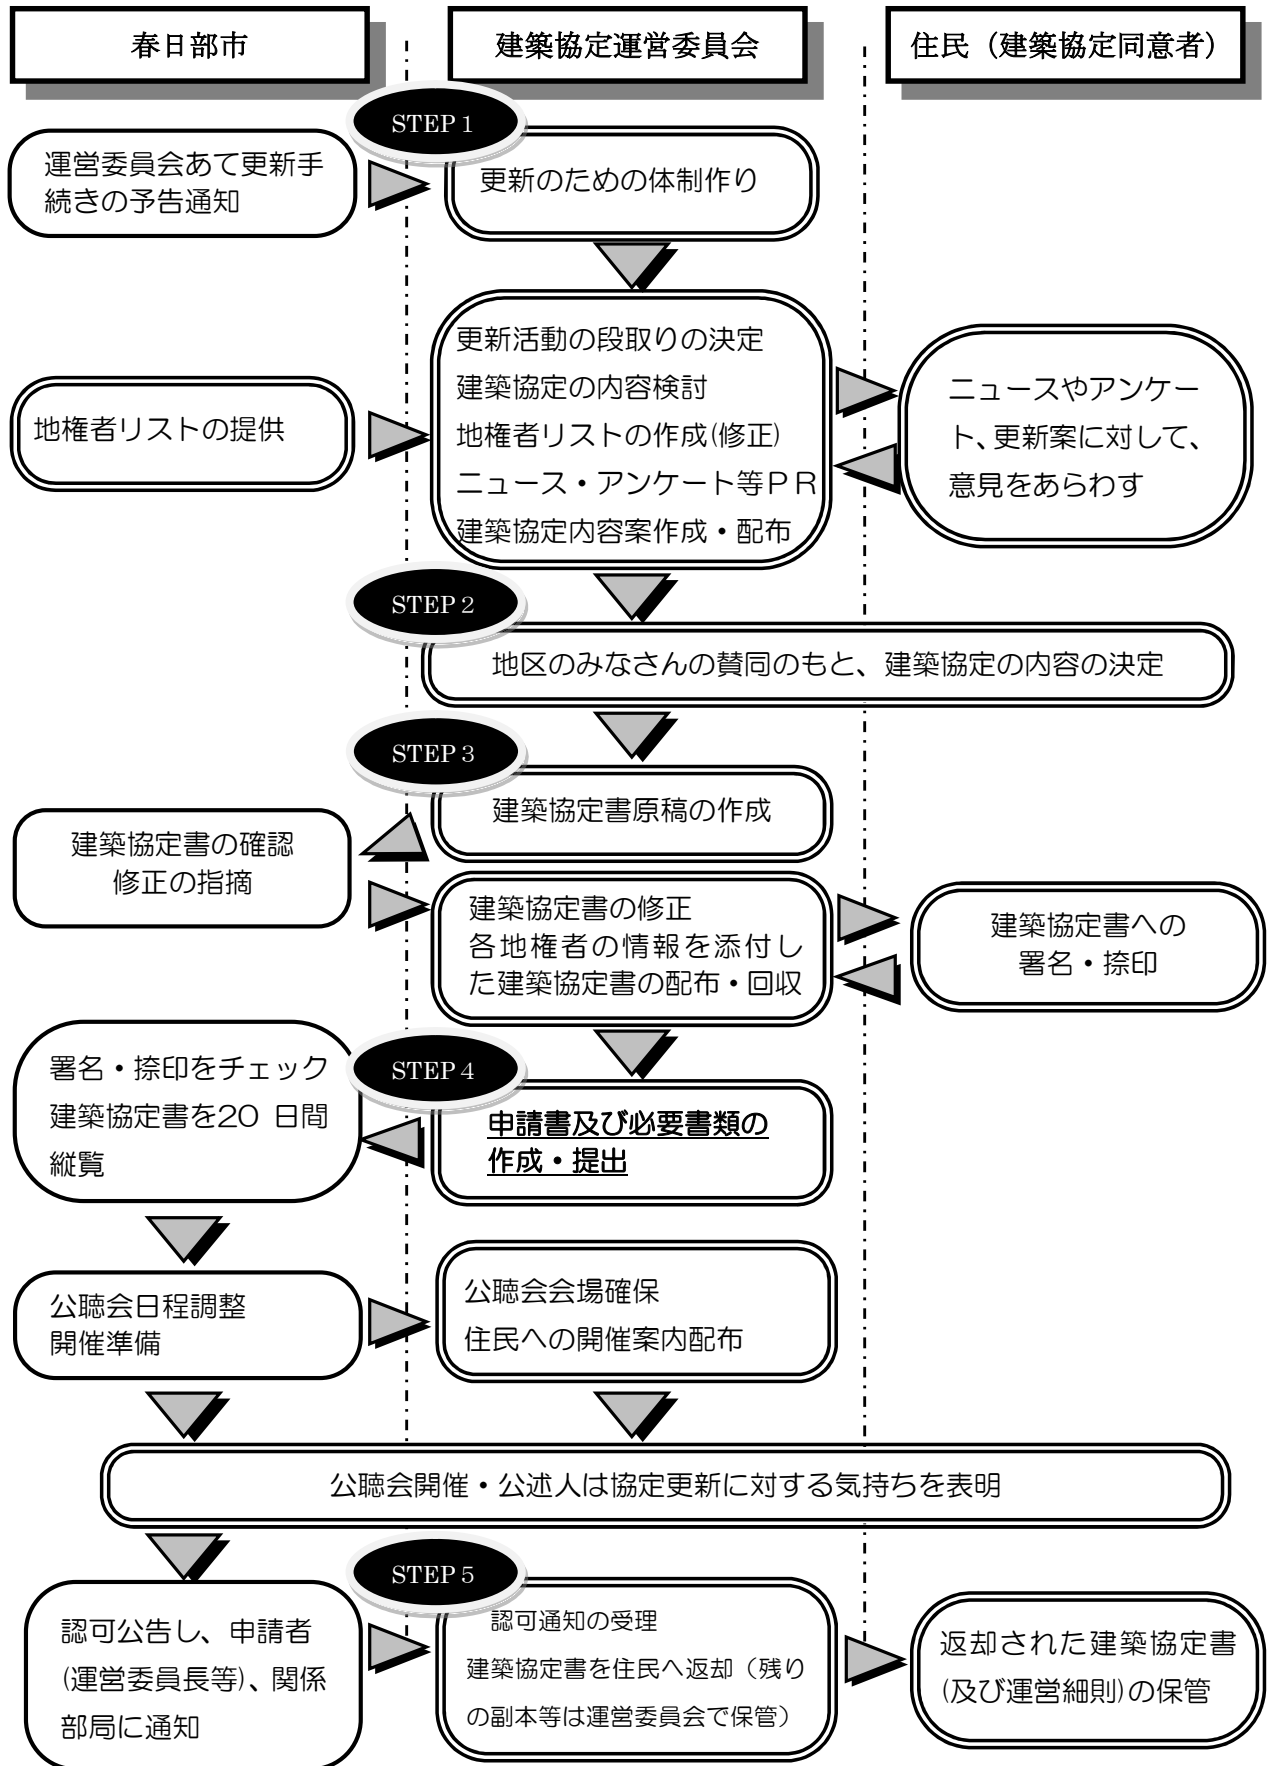 春日部市
建築協定運営委員会
住民（建築協定同意者）
STEP１
運営委員会あて更新手
続きの予告通知
更新のための体制作り
更新活動の段取りの決定
建築協定の内容検討
地権者リストの作成(修正)
ニュース・アンケート等ＰＲ
建築協定内容案作成・配布
地権者リストの提供
ニュースやアンケー
ト、更新案に対して、
意見をあらわす
STEP２
地区のみなさんの賛同のもと、建築協定の内容の決定
STEP３
建築協定書原稿の作成
建築協定書の確認
修正の指摘
建築協定書の修正
各地権者の情報を添付し
た建築協定書の配布・回収
建築協定書への
署名・捺印
STEP４
署名・捺印をチェック
建築協定書を20 日間
縦覧
申請書及び必要書類の
作成・提出
公聴会日程調整
開催準備
公聴会会場確保
住民への開催案内配布
公聴会開催・公述人は協定更新に対する気持ちを表明
STEP５
認可公告し、申請者
(運営委員長等)、関係
部局に通知
認可通知の受理
建築協定書を住民へ返却（残り
の副本等は運営委員会で保管）
返却された建築協定書
(及び運営細則)の保管